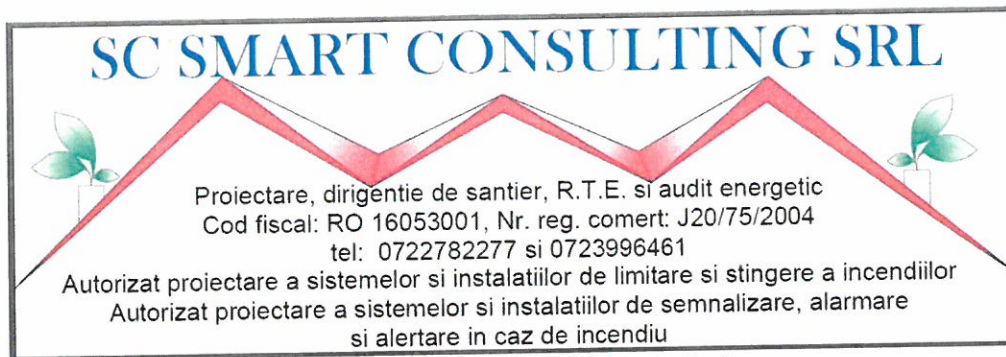 SC SMART CONSULTING SRL
Proiectare, dirigentie de santier, R.T.E. si audit energetic
Cod fiscal: RO 16053001, Nr. reg. comert: J20/75/2004
tel: 0722782277 si 0723996461
Autorizat proiectare a sistemelor si instalatiilor de limitare si stingere a incendiilor
Autorizat proiectare a sistemelor si instalatiilor de semnalizare, alarmare
si alertare in caz de incendiu